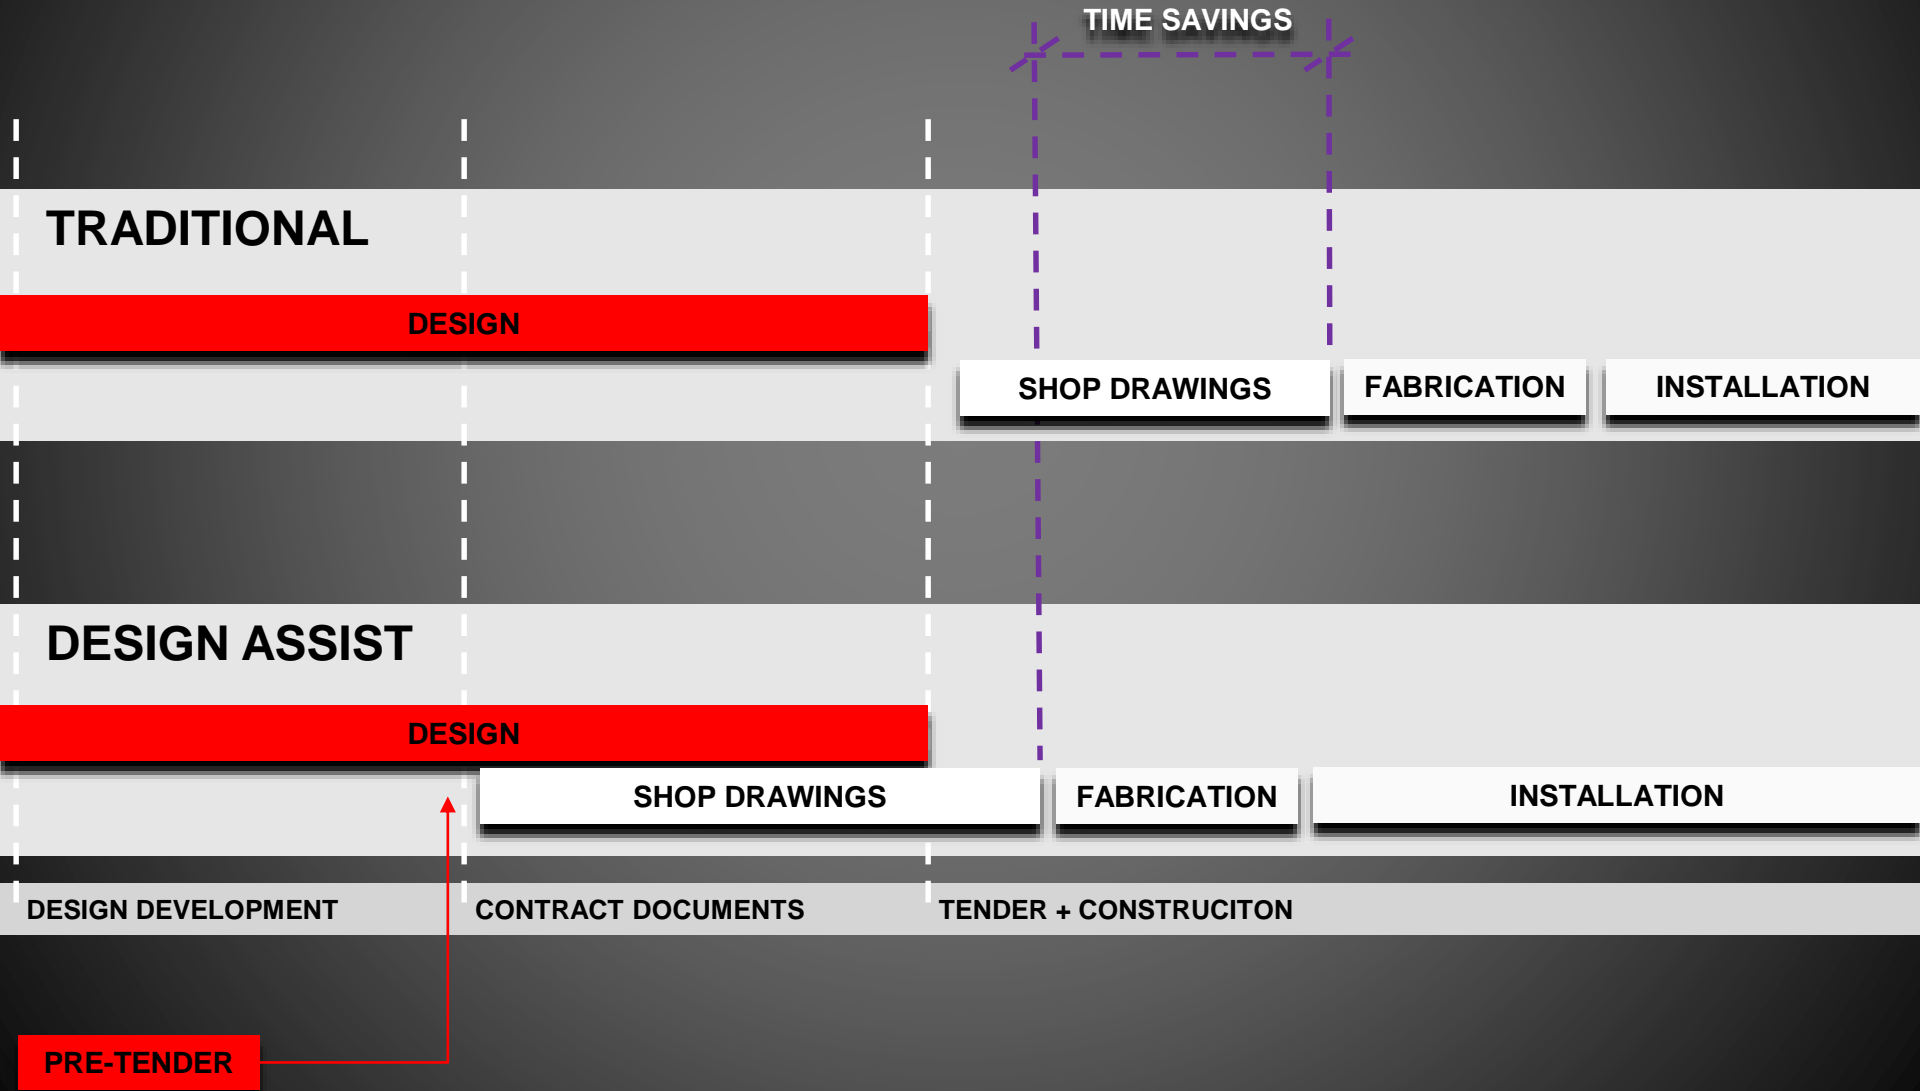 TIME SAVINGS
TRADITIONAL
DESIGN
SHOP DRAWINGS
FABRICATION
INSTALLATION
DESIGN ASSIST
DESIGN
SHOP DRAWINGS
FABRICATION
INSTALLATION
DESIGN DEVELOPMENT
CONTRACT DOCUMENTS
TENDER + CONSTRUCITON
PRE-TENDER